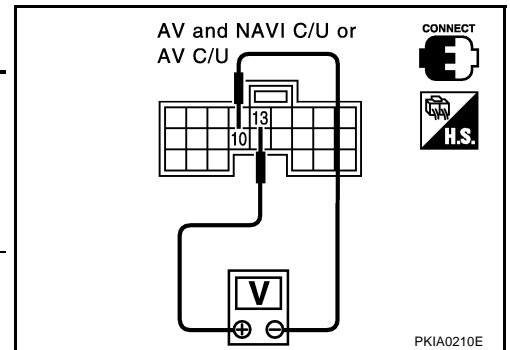 AV and NAVI C/U or
AV C/U
CONNECT
H.S.
13
10
V
+ −
PKIA0210E